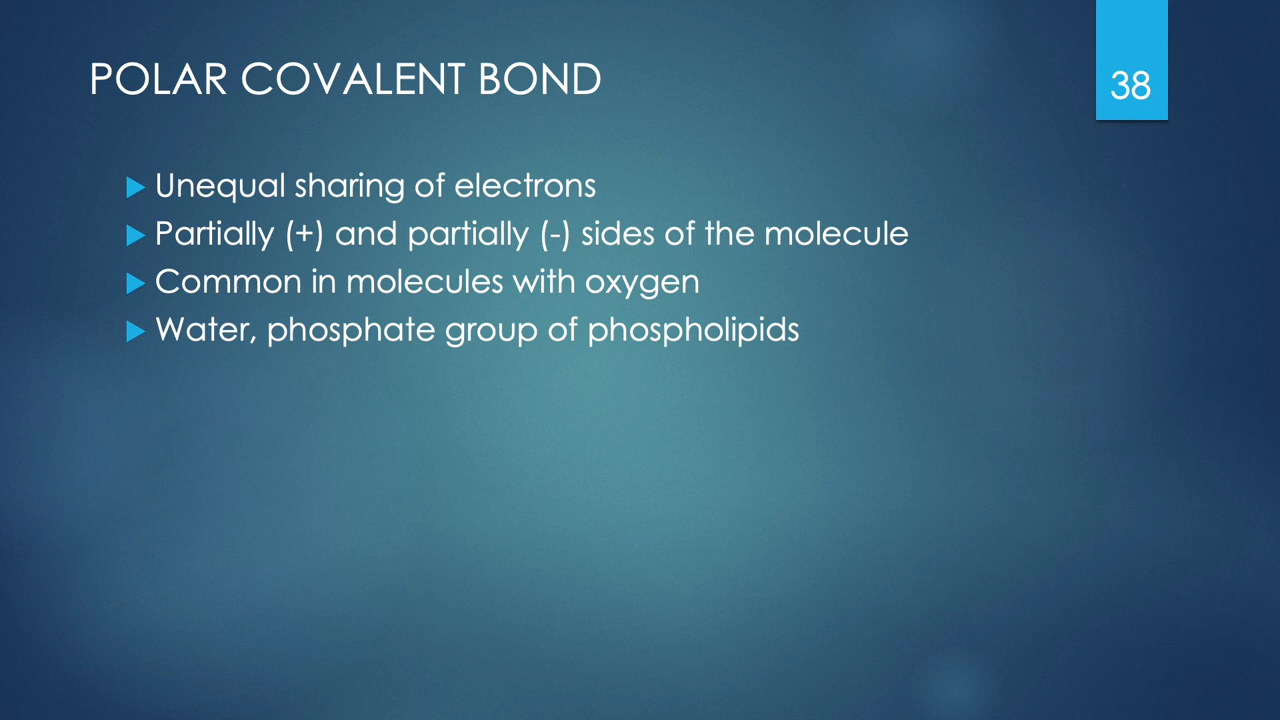 POLAR COVALENT BOND
38
Unequal sharing of electrons
Partially (+) and partially (-) sides of the molecule
Common in molecules with oxygen
Water, phosphate group of phospholipids